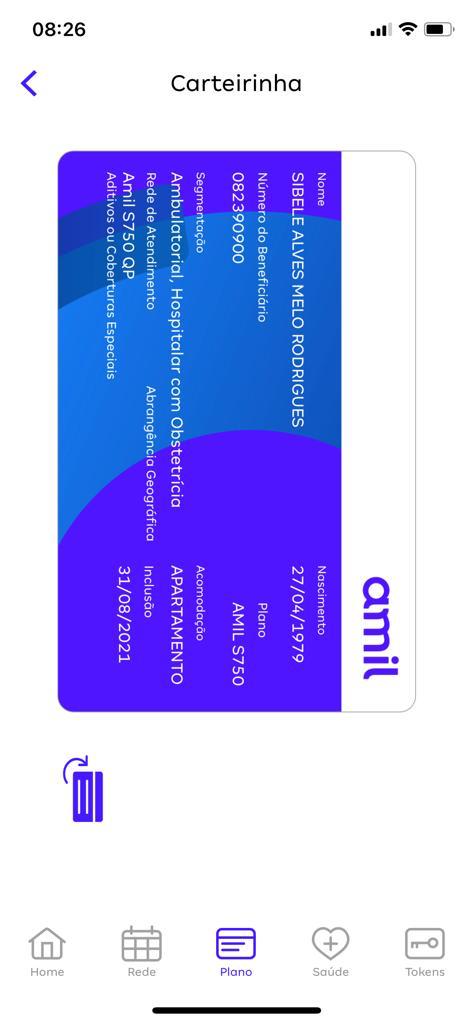 08:26
Carteirinha
amil
Nome
Nascimento
SIBELE ALVES MELO RODRIGUES
27/04/1979
Número do Beneficiário
Plano
082390900
AMIL S750
Segmentação
Acomodação
Ambulatorial, Hospitalar com Obstetrícia
APARTAMENTO
Rede de Atendimento
Abrangência Geográfica
Inclusão
Amil S750 QP
31/08/2021
Aditivos ou Coberturas Especiais
Home
Rede
Plano
Saúde
Tokens